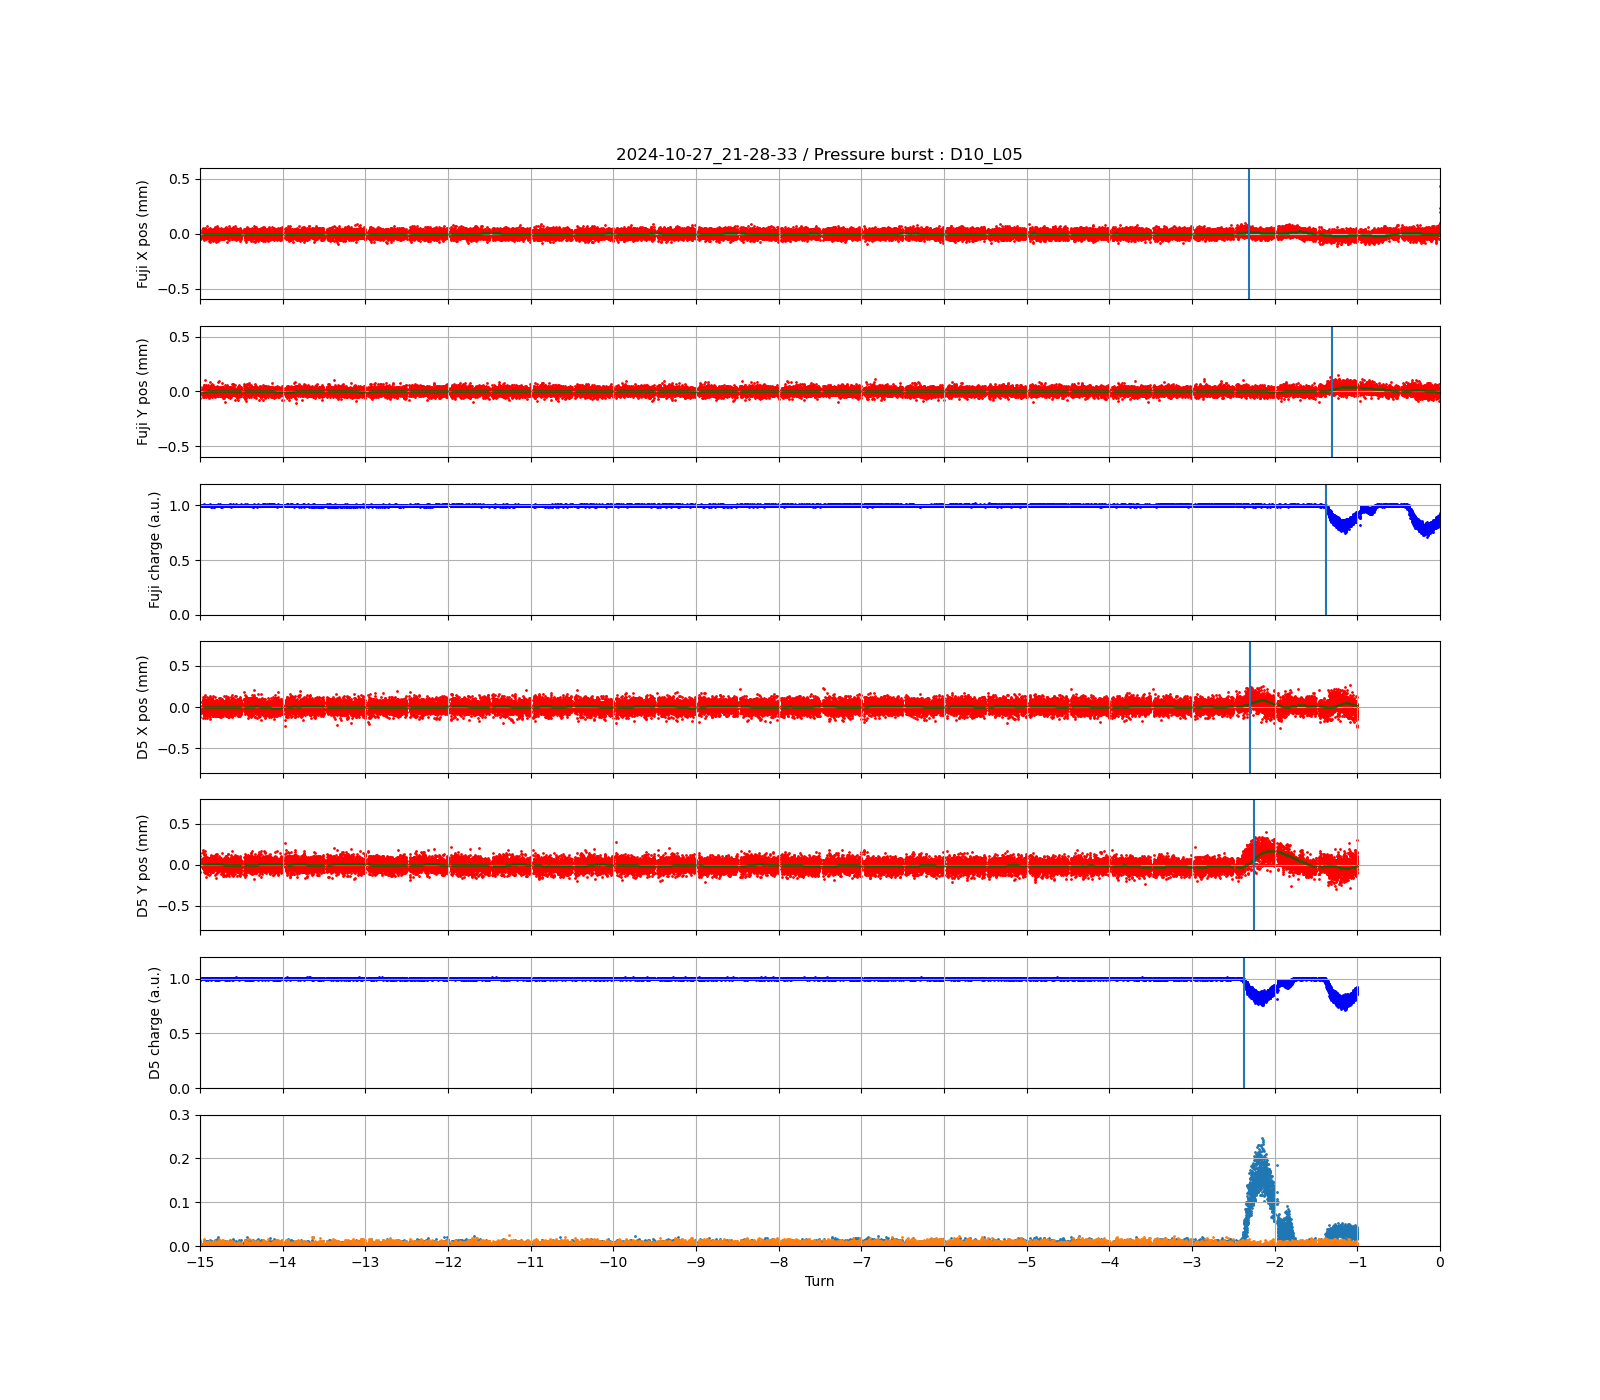 2024-10-27_21-28-33 / Pressure burst : D10_L05
Fuji X pos (mm)
0.5
0.0
−0.5
Fuji Y pos (mm)
0.5
0.0
−0.5
Fuji charge (a.u.)
1.0
0.5
0.0
D5 X pos (mm)
0.5
0.0
−0.5
D5 Y pos (mm)
0.5
0.0
−0.5
D5 charge (a.u.)
1.0
0.5
0.0
0.3
0.2
0.1
0.0
−15 −14 −13 −12 −11 −10 −9 −8 −7 −6 −5 −4 −3 −2 −1 0
Turn